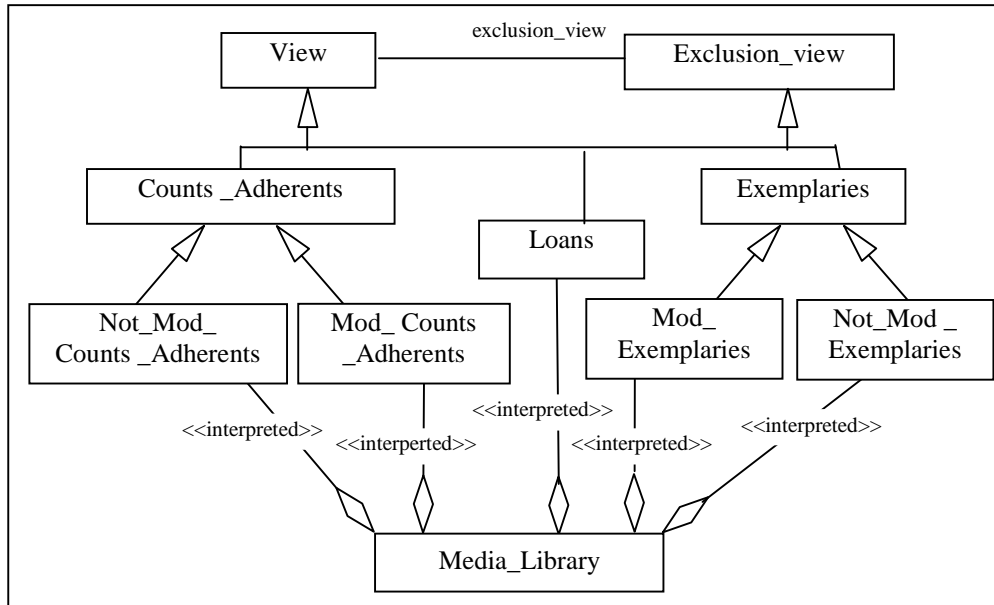 exclusion_view
View
Exclusion_view
Counts _Adherents
Exemplaries
Loans
Not_Mod_
Counts _Adherents
Mod_ Counts
_Adherents
Mod_
Exemplaries
Not_Mod _
Exemplaries
<<interpreted>>
<<interperted>>
<<interpreted>>
<<interpreted>>
<<interpreted>>
Media_Library